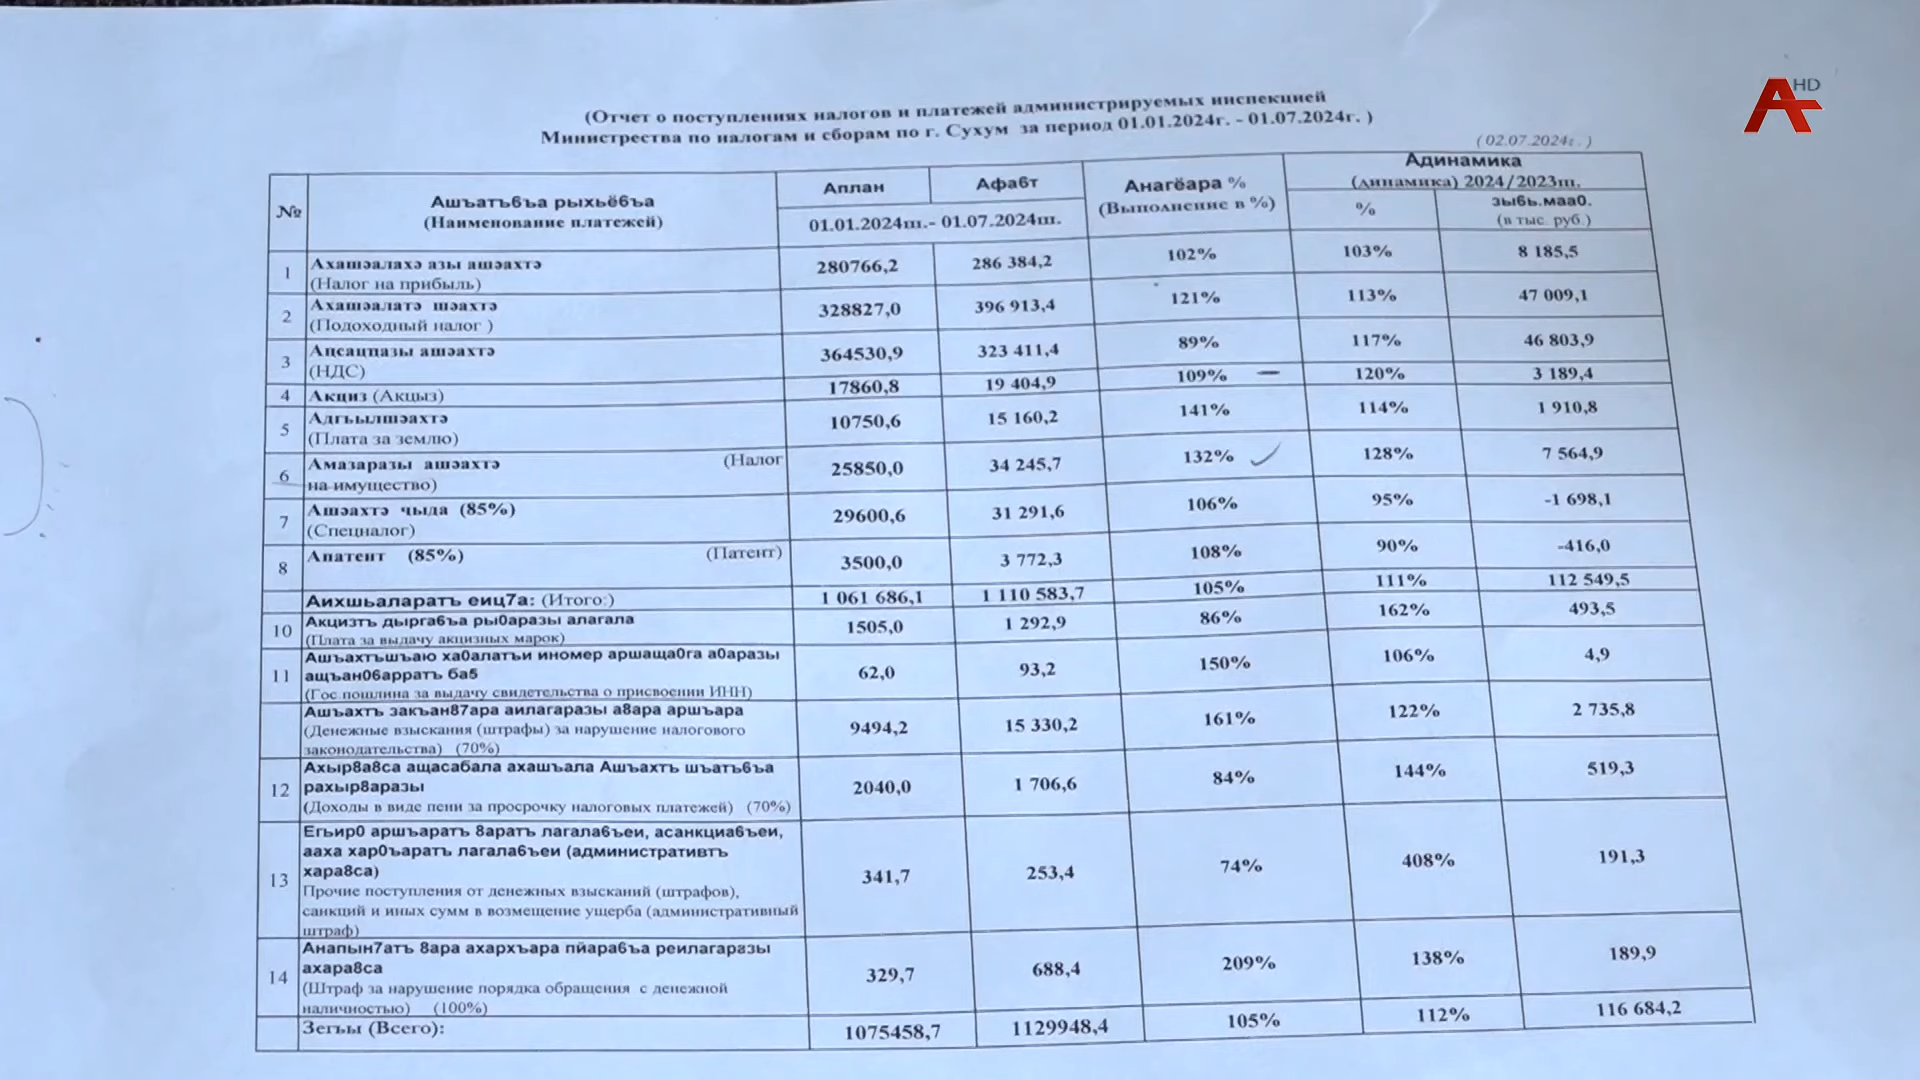 HD
(Отчет о поступлениях налогов и платежей администрируемых инспекцией
Министрества по налогам и сборам по г. Сухум за период 01.01.2024г. - 01.07.2024г. )
( 02.07.2024г. )
№ Ашъатьбъа рыхьёбъа Аплан Афабт Анагёара % Адинамика
(Наименование платежей) 01.01.2024ш.- 01.07.2024ш. (Выполнение в %) (динамика) 2024/2023ш.
% зыбь.маа0.
(в тыс. руб.)
1 Ахашәалахә азы ашәахтә 280766,2 286 384,2 102% 103% 8 185,5
(Налог на прибыль)
2 Ахашәалатә шәахтә 328827,0 396 913,4 121% 113% 47 009,1
(Подоходный налог )
3 Аԥсаԥазы ашәахтә 364530,9 323 411,4 89% 117% 46 803,9
(НДС)
4 Акциз (Акцыз) 17860,8 19 404,9 109% 120% 3 189,4
5 Адгьылшәахтә 10750,6 15 160,2 141% 114% 1 910,8
(Плата за землю)
6 Амазаразы ашәахтә (Налог 25850,0 34 245,7 132% 128% 7 564,9
на имущество)
7 Ашәахтә чыда (85%) 29600,6 31 291,6 106% 95% -1 698,1
(Спецналог)
8 Апатент (85%) (Патент) 3500,0 3 772,3 108% 90% -416,0
Аихшьаларатъ еиц7а: (Итого:) 1 061 686,1 1 110 583,7 105% 111% 112 549,5
10 Акцизтъ дыргабъа ры0аразы алагала 1505,0 1 292,9 86% 162% 493,5
(Плата за выдачу акцизных марок)
11 Ашъахтъшъаю ха0алатъи иномер аршаща0га а0аразы 62,0 93,2 150% 106% 4,9
ащъан0барратъ ба5
(Гос.пошлина за выдачу свидетельства о присвоении ИНН)
Ашъахтъ закъан87ара аилагаразы а8ара аршъара 9494,2 15 330,2 161% 122% 2 735,8
(Денежные взыскания (штрафы) за нарушение налогового
законодательства) (70%)
12 Ахыр8а8са ащасабала ахашъала Ашъахтъ шъатъбъа 2040,0 1 706,6 84% 144% 519,3
рахыр8аразы
(Доходы в виде пени за просрочку налоговых платежей) (70%)
13 Егьир0 аршъаратъ 8аратъ лагалабъеи, асанкциабъеи, 341,7 253,4 74% 408% 191,3
ааха хар0ъаратъ лагалабъеи (административтъ
хара8са)
Прочие поступления от денежных взысканий (штрафов),
санкций и иных сумм в возмещение ущерба (административный
штраф)
14 Анапын7атъ 8ара ахархъара пйарабъа реилагаразы 329,7 688,4 209% 138% 189,9
ахара8са
(Штраф за нарушение порядка обращения с денежной
наличностью) (100%)
Зегьы (Всего): 1075458,7 1129948,4 105% 112% 116 684,2